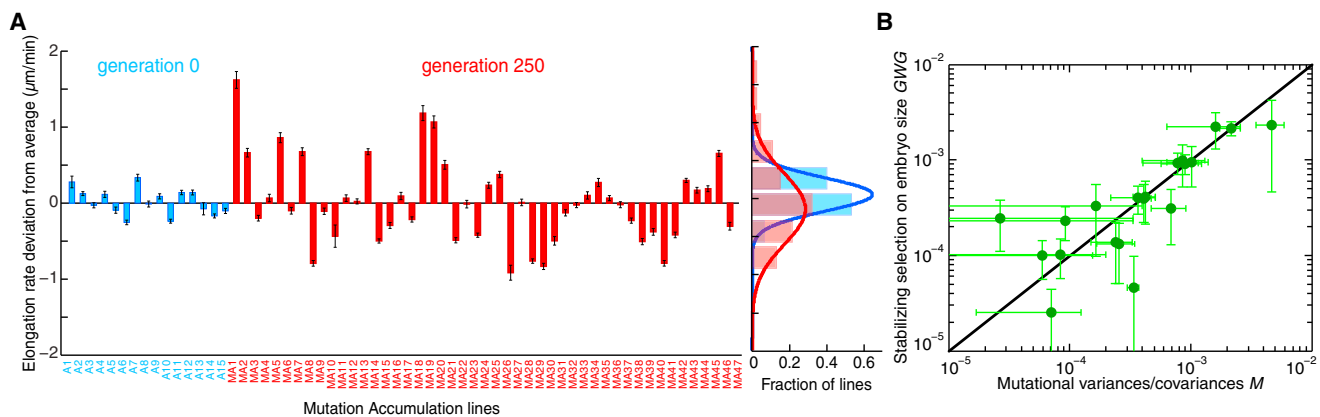 A
Elongation rate deviation from average (µm/min)
2
1
0
−1
−2
generation 0
generation 250
A1
A2
A3
A4
A5
A6
A7
A8
A9
A10
A11
A12
A13
A14
A15
MA1
MA2
MA3
MA4
MA5
MA6
MA7
MA8
MA9
MA10
MA11
MA12
MA13
MA14
MA15
MA16
MA17
MA18
MA19
MA20
MA21
MA22
MA23
MA24
MA25
MA26
MA27
MA28
MA29
MA30
MA31
MA32
MA33
MA34
MA35
MA36
MA37
MA38
MA39
MA40
MA41
MA42
MA43
MA44
MA45
MA46
MA47
Mutation Accumulation lines
0 0.2 0.4 0.6 0.8
Fraction of lines
B
Stabilizing selection on embryo size GWG
10−2
10−3
10−4
10−5
10−5 10−4 10−3 10−2
Mutational variances/covariances M